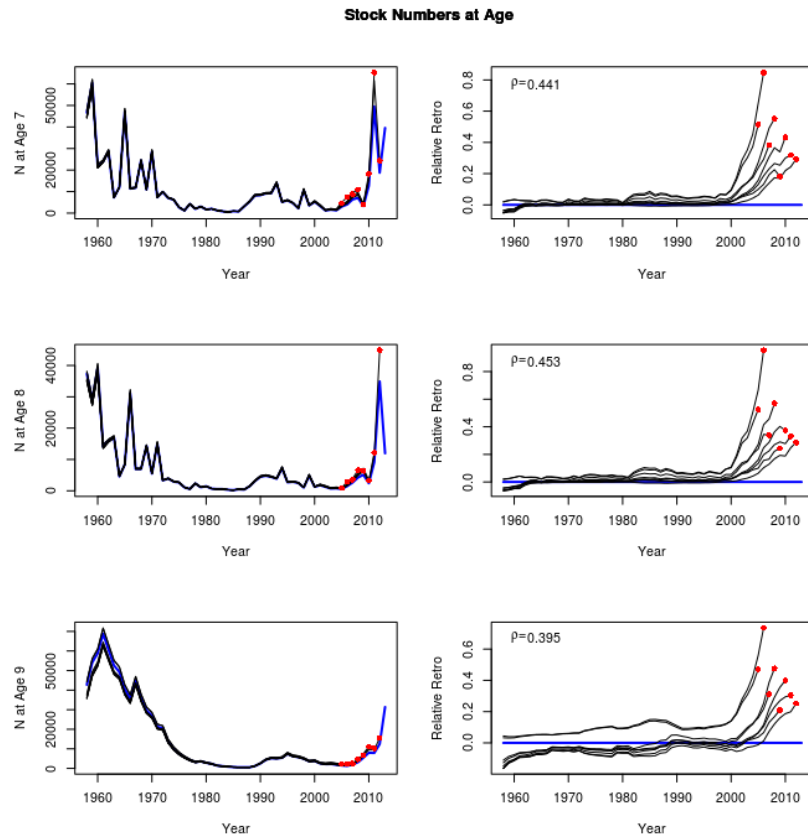 Stock Numbers at Age
N at Age 7
0 20000 50000
1960 1970 1980 1990 2000 2010
Year
Relative Retro
0.0 0.2 0.4 0.6 0.8
ρ=0.441
1960 1970 1980 1990 2000 2010
Year
N at Age 8
0 20000 40000
1960 1970 1980 1990 2000 2010
Year
Relative Retro
0.0 0.4 0.8
ρ=0.453
1960 1970 1980 1990 2000 2010
Year
N at Age 9
0 20000 50000
1960 1970 1980 1990 2000 2010
Year
Relative Retro
0.0 0.2 0.4 0.6
ρ=0.395
1960 1970 1980 1990 2000 2010
Year